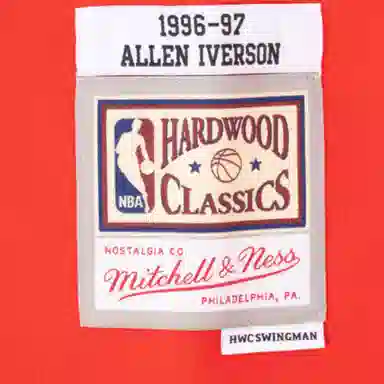 1996-97
ALLEN IVERSON
HARDWOOD
NBA
CLASSICS
NOSTALGIA CO
Mitchell & Ness
PHILADELPHIA, PA.
HWCSWINGMAN